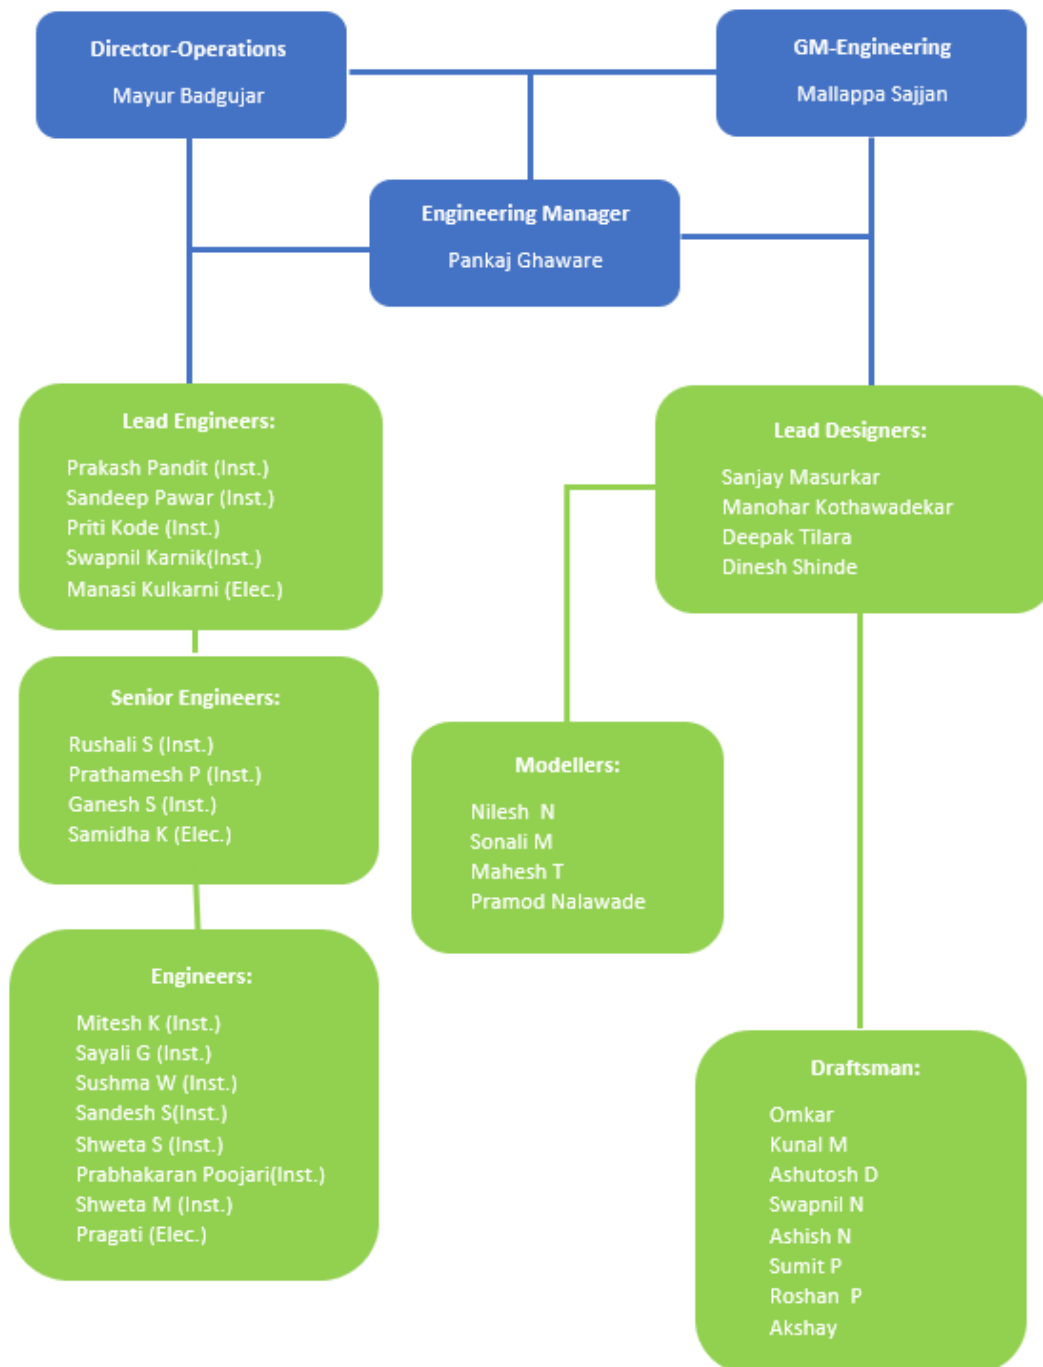 Director-Operations
Mayur Badgujar
GM-Engineering
Mallappa Sajjan
Engineering Manager
Pankaj Ghaware
Lead Engineers:
Prakash Pandit (Inst.)
Sandeep Pawar (Inst.)
Priti Kode (Inst.)
Swapnil Karnik(Inst.)
Manasi Kulkarni (Elec.)
Lead Designers:
Sanjay Masurkar
Manohar Kothawadekar
Deepak Tilara
Dinesh Shinde
Senior Engineers:
Rushali S (Inst.)
Prathamesh P (Inst.)
Ganesh S (Inst.)
Samidha K (Elec.)
Modellers:
Nilesh  N
Sonali M
Mahesh T
Pramod Nalawade
Engineers:
Mitesh K (Inst.)
Sayali G (Inst.)
Sushma W (Inst.)
Sandesh S(Inst.)
Shweta S (Inst.)
Prabhakaran Poojari(Inst.)
Shweta M (Inst.)
Pragati (Elec.)
Draftsman:
Omkar
Kunal M
Ashutosh D
Swapnil N
Ashish N
Sumit P
Roshan  P
Akshay